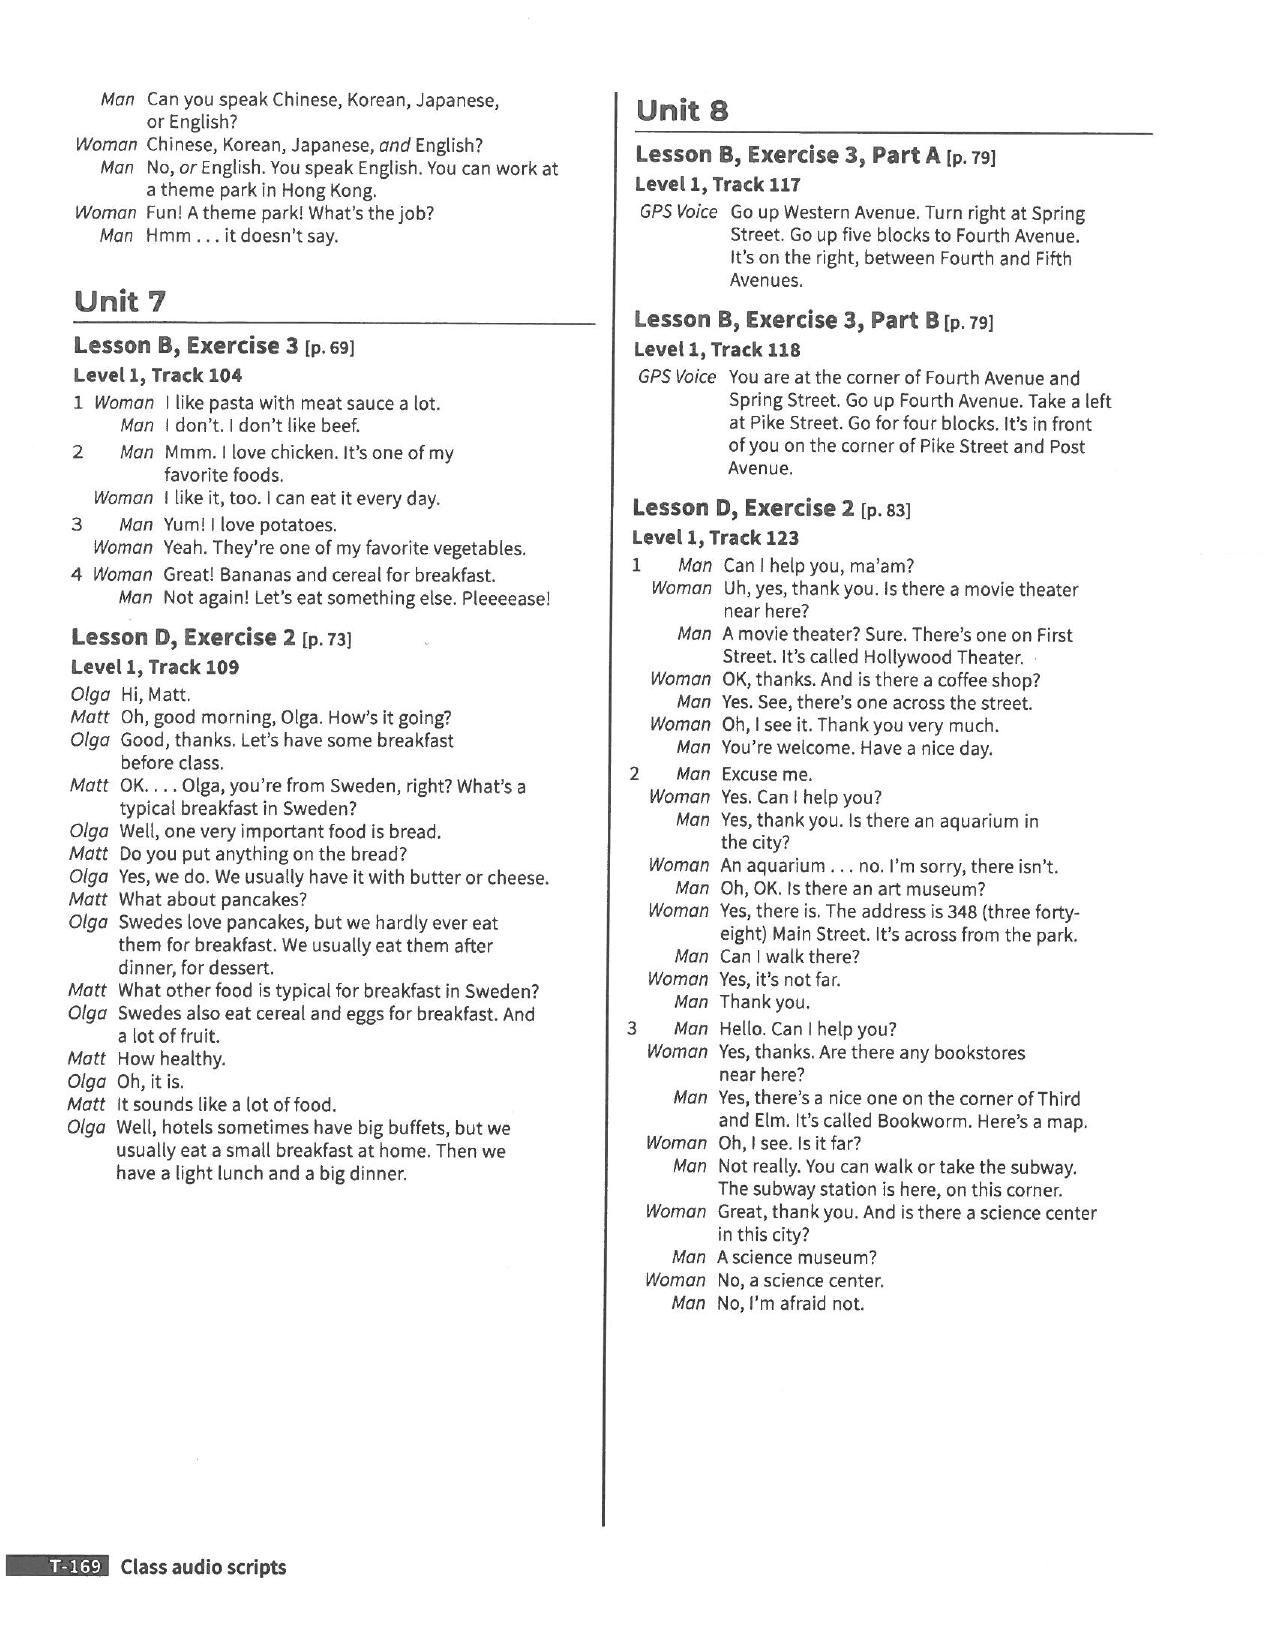 Man Can you speak Chinese, Korean, Japanese,
or English?
Woman Chinese, Korean, Japanese, and English?
Man No, or English. You speak English. You can work at
a theme park in Hong Kong.
Woman Fun! A theme park! What's the job?
Man Hmm . . . it doesn't say.
Unit 7
Lesson B, Exercise 3 [p. 69]
Level 1, Track 104
1 Woman I like pasta with meat sauce a lot.
Man I don't. I don't like beef.
2 Man Mmm. I love chicken. It's one of my
favorite foods.
Woman I like it, too. I can eat it every day.
3 Man Yum! I love potatoes.
Woman Yeah. They're one of my favorite vegetables.
4 Woman Great! Bananas and cereal for breakfast.
Man Not again! Let's eat something else. Pleeeease!
Lesson D, Exercise 2 [p. 73]
Level 1, Track 109
Olga Hi, Matt.
Matt Oh, good morning, Olga. How's it going?
Olga Good, thanks. Let's have some breakfast
before class.
Matt OK. . . . Olga, you're from Sweden, right? What's a
typical breakfast in Sweden?
Olga Well, one very important food is bread.
Matt Do you put anything on the bread?
Olga Yes, we do. We usually have it with butter or cheese.
Matt What about pancakes?
Olga Swedes love pancakes, but we hardly ever eat
them for breakfast. We usually eat them after
dinner, for dessert.
Matt What other food is typical for breakfast in Sweden?
Olga Swedes also eat cereal and eggs for breakfast. And
a lot of fruit.
Matt How healthy.
Olga Oh, it is.
Matt It sounds like a lot of food.
Olga Well, hotels sometimes have big buffets, but we
usually eat a small breakfast at home. Then we
have a light lunch and a big dinner.
Unit 8
Lesson B, Exercise 3, Part A [p. 79]
Level 1, Track 117
GPS Voice Go up Western Avenue. Turn right at Spring
Street. Go up five blocks to Fourth Avenue.
It's on the right, between Fourth and Fifth
Avenues.
Lesson B, Exercise 3, Part B [p. 79]
Level 1, Track 118
GPS Voice You are at the corner of Fourth Avenue and
Spring Street. Go up Fourth Avenue. Take a left
at Pike Street. Go for four blocks. It's in front
of you on the corner of Pike Street and Post
Avenue.
Lesson D, Exercise 2 [p. 83]
Level 1, Track 123
1 Man Can I help you, ma'am?
Woman Uh, yes, thank you. Is there a movie theater
near here?
Man A movie theater? Sure. There's one on First
Street. It's called Hollywood Theater.
Woman OK, thanks. And is there a coffee shop?
Man Yes. See, there's one across the street.
Woman Oh, I see it. Thank you very much.
Man You're welcome. Have a nice day.
2 Man Excuse me.
Woman Yes. Can I help you?
Man Yes, thank you. Is there an aquarium in
the city?
Woman An aquarium . . . no. I'm sorry, there isn't.
Man Oh, OK. Is there an art museum?
Woman Yes, there is. The address is 348 (three forty-
eight) Main Street. It's across from the park.
Man Can I walk there?
Woman Yes, it's not far.
Man Thank you.
3 Man Hello. Can I help you?
Woman Yes, thanks. Are there any bookstores
near here?
Man Yes, there's a nice one on the corner of Third
and Elm. It's called Bookworm. Here's a map.
Woman Oh, I see. Is it far?
Man Not really. You can walk or take the subway.
The subway station is here, on this corner.
Woman Great, thank you. And is there a science center
in this city?
Man A science museum?
Woman No, a science center.
Man No, I'm afraid not.
T-169 Class audio scripts